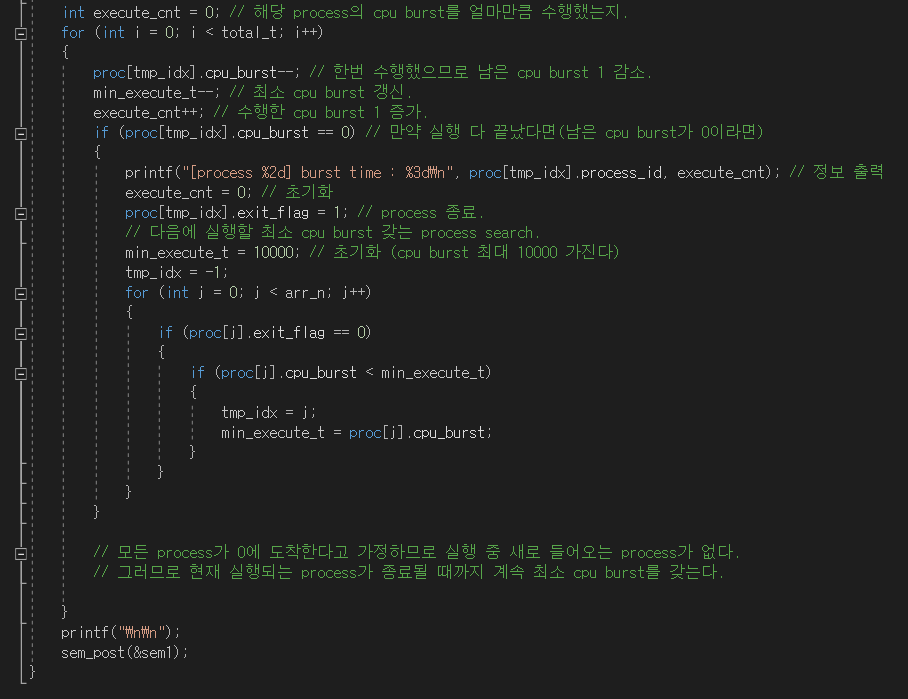 int execute_cnt = 0; // 해당 process의 cpu burst를 얼마만큼 수행했는지.
for (int i = 0; i < total_t; i++)
{
proc[tmp_idx].cpu_burst--; // 한번 수행했으므로 남은 cpu burst 1 감소.
min_execute_t--; // 최소 cpu burst 갱신.
execute_cnt++; // 수행한 cpu burst 1 증가.
if (proc[tmp_idx].cpu_burst == 0) // 만약 실행 다 끝났다면(남은 cpu burst가 0이라면)
{
printf("[process %2d] burst time : %3d₩n", proc[tmp_idx].process_id, execute_cnt); // 정보 출력
execute_cnt = 0; // 초기화
proc[tmp_idx].exit_flag = 1; // process 종료.
// 다음에 실행할 최소 cpu burst 갖는 process search.
min_execute_t = 10000; // 초기화 (cpu burst 최대 10000 가진다)
tmp_idx = -1;
for (int j = 0; j < arr_n; j++)
{
if (proc[j].exit_flag == 0)
{
if (proc[j].cpu_burst < min_execute_t)
{
tmp_idx = j;
min_execute_t = proc[j].cpu_burst;
}
}
}
}
// 모든 process가 0에 도착한다고 가정하므로 실행 중 새로 들어오는 process가 없다.
// 그러므로 현재 실행되는 process가 종료될 때까지 계속 최소 cpu burst를 갖는다.
}
printf("₩n₩n");
sem_post(&sem1);
}